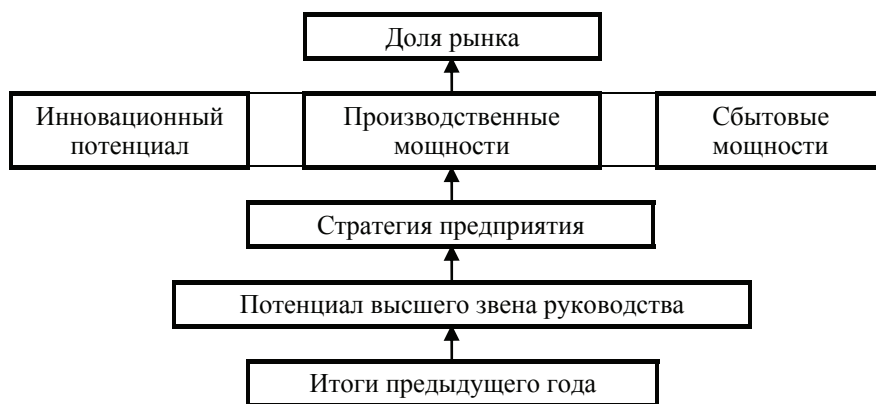 Доля рынка
Инновационный
потенциал
Производственные
мощности
Сбытовые
мощности
Стратегия предприятия
Потенциал высшего звена руководства
Итоги предыдущего года